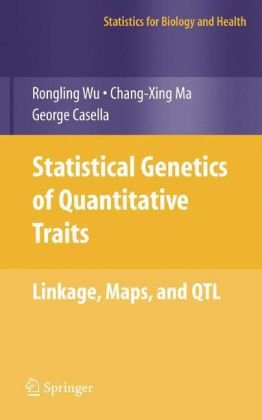 Statistics for Biology and Health
Rongling Wu · Chang-Xing Ma
George Casella
Statistical Genetics
of Quantitative
Traits
Linkage, Maps, and QTL
Springer